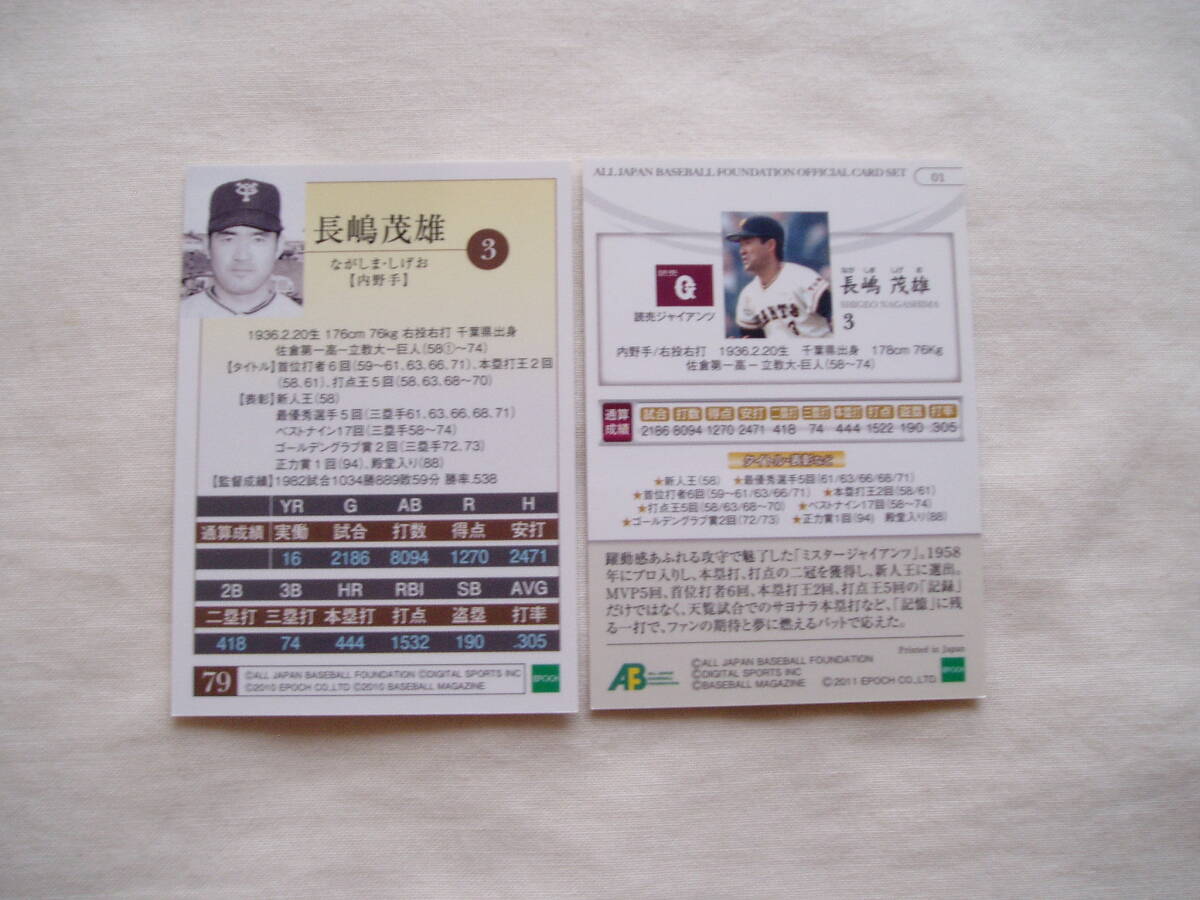 長嶋茂雄
3
ながしま・しげお
【内野手】
1936.2.20生 176cm 76kg 右投右打 千葉県出身
佐倉第一高ー立教大ー巨人(58①〜74)
【タイトル】首位打者6回(59〜61、63、66、71)、本塁打王2回
(58、61)、打点王5回(58、63、68〜70)
【表彰】新人王(58)
最優秀選手5回(三塁手61、63、66、68、71)
ベストナイン17回(三塁手58〜74)
ゴールデングラブ賞2回(三塁手72、73)
正力賞1回(94)、殿堂入り(88)
【監督成績】1982試合1034勝889敗59分 勝率.538
YR G AB R H
通算成績 実働 試合 打数 得点 安打
16 2186 8094 1270 2471
2B 3B HR RBI SB AVG
二塁打 三塁打 本塁打 打点 盗塁 打率
418 74 444 1532 190 .305
79
©ALL JAPAN BASEBALL FOUNDATION ©DIGITAL SPORTS INC
©2010 EPOCH CO.,LTD ©2010 BASEBALL MAGAZINE
EPOCH
ALL JAPAN BASEBALL FOUNDATION OFFICIAL CARD SET
01
読売
G
読売ジャイアンツ
GIANTS
3
なが しま しげ お
長嶋 茂雄
SHIGEO NAGASHIMA
3
内野手/右投右打 1936.2.20生 千葉県出身 178cm 76Kg
佐倉第一高ー立教大-巨人(58〜74)
通算成績
試合 打数 得点 安打 二塁打 三塁打 本塁打 打点 盗塁 打率
2186 8094 1270 2471 418 74 444 1522 190 .305
タイトル・表彰など
★新人王(58) ★最優秀選手5回(61/63/66/68/71)
★首位打者6回(59〜61/63/66/71) ★本塁打王2回(58/61)
★打点王5回(58/63/68〜70) ★ベストナイン17回(58〜74)
★ゴールデングラブ賞2回(72/73) ★正力賞1回(94) 殿堂入り(88)
躍動感あふれる攻守で魅了した「ミスタージャイアンツ」。1958
年にプロ入りし、本塁打、打点の二冠を獲得し、新人王に選出。
MVP5回、首位打者6回、本塁打王2回、打点王5回の「記録」
だけではなく、天覧試合でのサヨナラ本塁打など、「記憶」に残
る一打で、ファンの期待と夢に燃えるバットで応えた。
Printed in Japan
AJBF
ALL JAPAN
BASEBALL
FOUNDATION
©ALL JAPAN BASEBALL FOUNDATION
©DIGITAL SPORTS INC
©BASEBALL MAGAZINE ©2011 EPOCH CO.,LTD
EPOCH